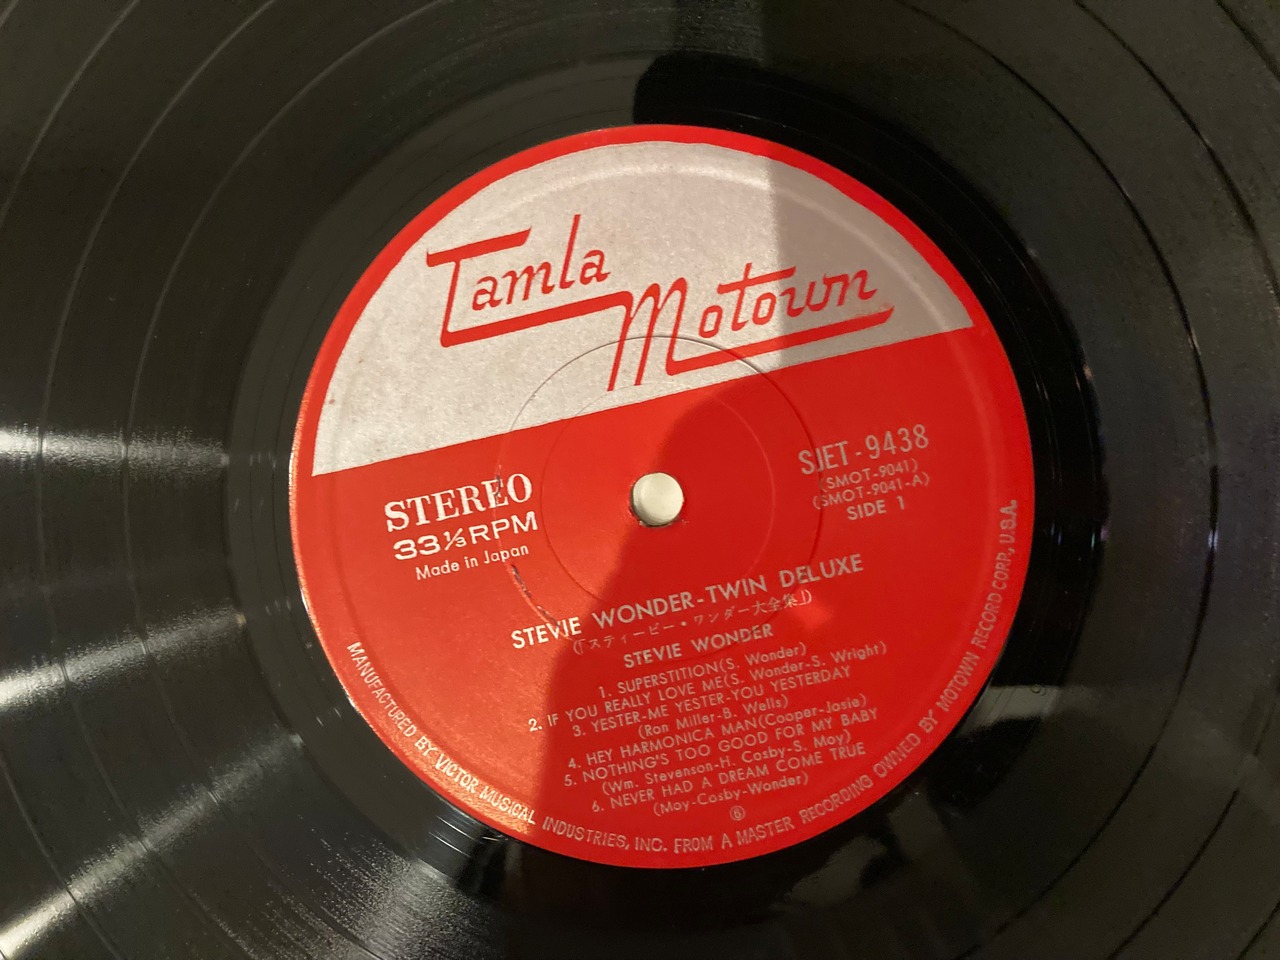 Tamla Motown
STEREO
33⅓RPM
Made in Japan
SJET-9438
(SMOT-9041)
(SMOT-9041-A)
SIDE 1
STEVIE WONDER-TWIN DELUXE
(「スティービー・ワンダー大全集」)
STEVIE WONDER
1. SUPERSTITION(S. Wonder)
2. IF YOU REALLY LOVE ME(S. Wonder-S. Wright)
3. YESTER-ME YESTER-YOU YESTERDAY
(Ron Miller-B. Wells)
4. HEY HARMONICA MAN(Cooper-Josie)
5. NOTHING'S TOO GOOD FOR MY BABY
(Wm. Stevenson-H. Cosby-S. Moy)
6. NEVER HAD A DREAM COME TRUE
(Moy-Cosby-Wonder)
⑥
MANUFACTURED BY VICTOR MUSICAL INDUSTRIES, INC. FROM A MASTER RECORDING OWNED BY MOTOWN RECORD CORP., U.S.A.